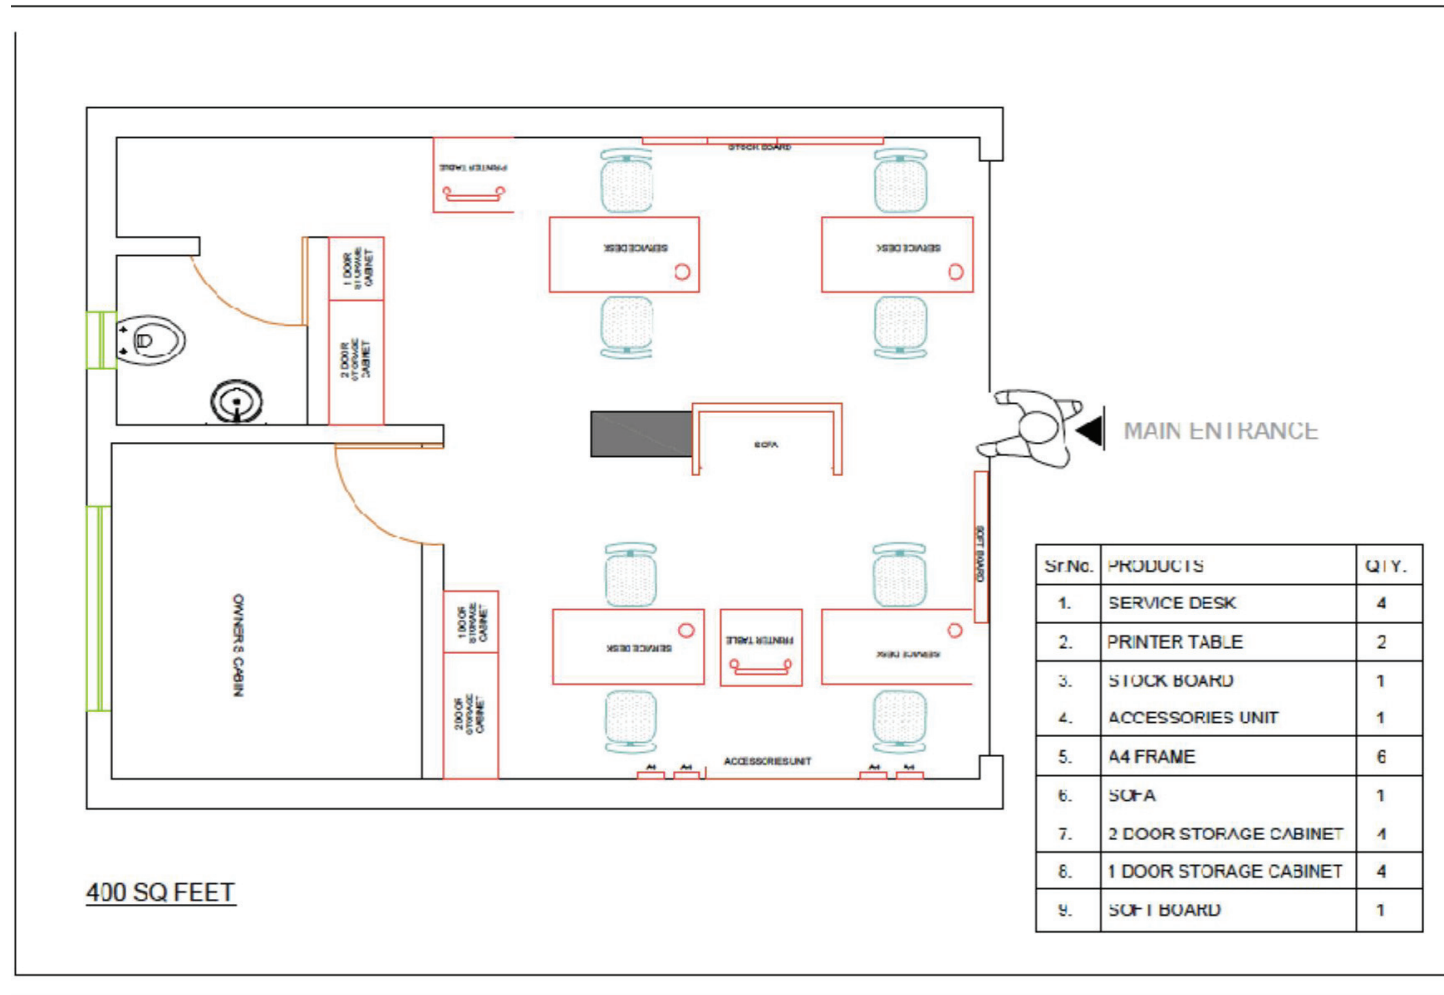 STOCK BOARD
PRINTER TABLE
SERVICE DESK
SERVICE DESK
1 DOOR
STORAGE
CABINET
2 DOOR
STORAGE
CABINET
SOFA
MAIN ENTRANCE
SOFT BOARD
OWNERS CABIN
1 DOOR
STORAGE
CABINET
2 DOOR
STORAGE
CABINET
SERVICE DESK
PRINTER TABLE
SERVICE DESK
A4
A4
ACCESSORIES UNIT
A4
A4
Sr.No. PRODUCTS QTY.
1. SERVICE DESK 4
2. PRINTER TABLE 2
3. STOCK BOARD 1
4. ACCESSORIES UNIT 1
5. A4 FRAME 6
6. SOFA 1
7. 2 DOOR STORAGE CABINET 4
8. 1 DOOR STORAGE CABINET 4
9. SOFT BOARD 1
400 SQ FEET